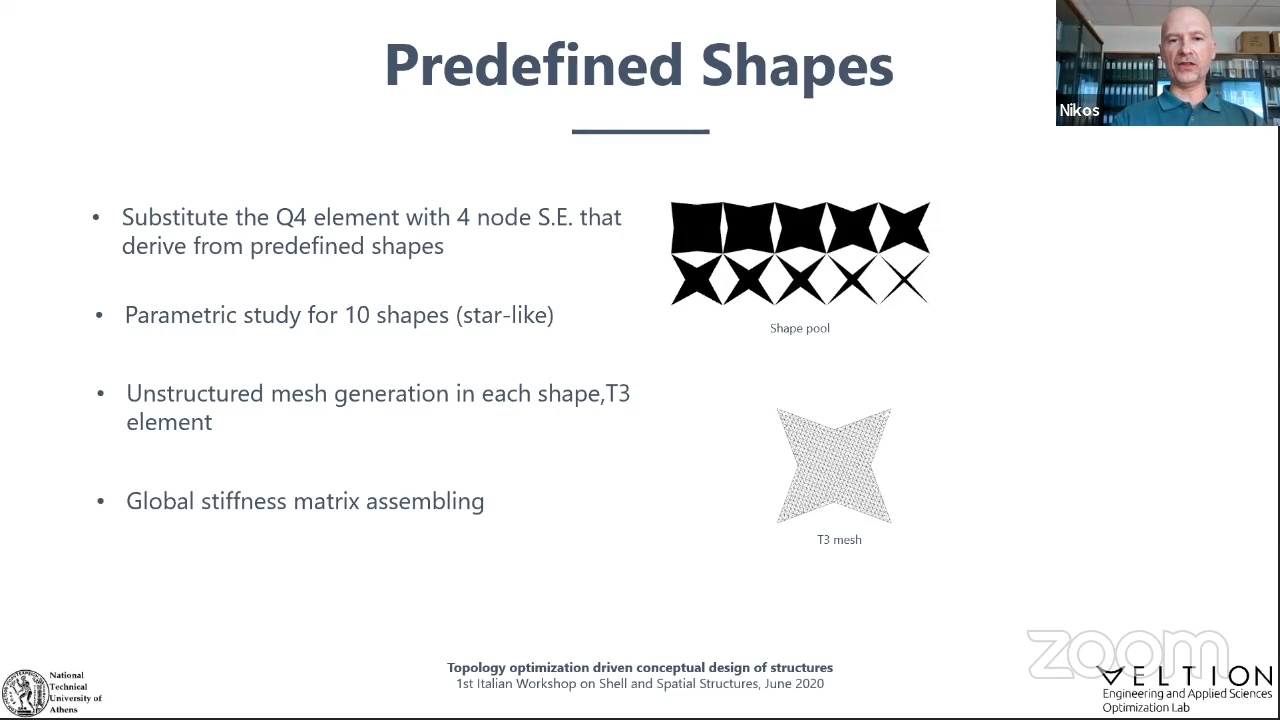 Predefined Shapes
Nikos
• Substitute the Q4 element with 4 node S.E. that
derive from predefined shapes
• Parametric study for 10 shapes (star-like)
• Unstructured mesh generation in each shape,T3
element
• Global stiffness matrix assembling
Shape pool
T3 mesh
Topology optimization driven conceptual design of structures
1st Italian Workshop on Shell and Spatial Structures, June 2020
National
Technical
University of
Athens
zoom
VELTION
Engineering and Applied Sciences
Optimization Lab